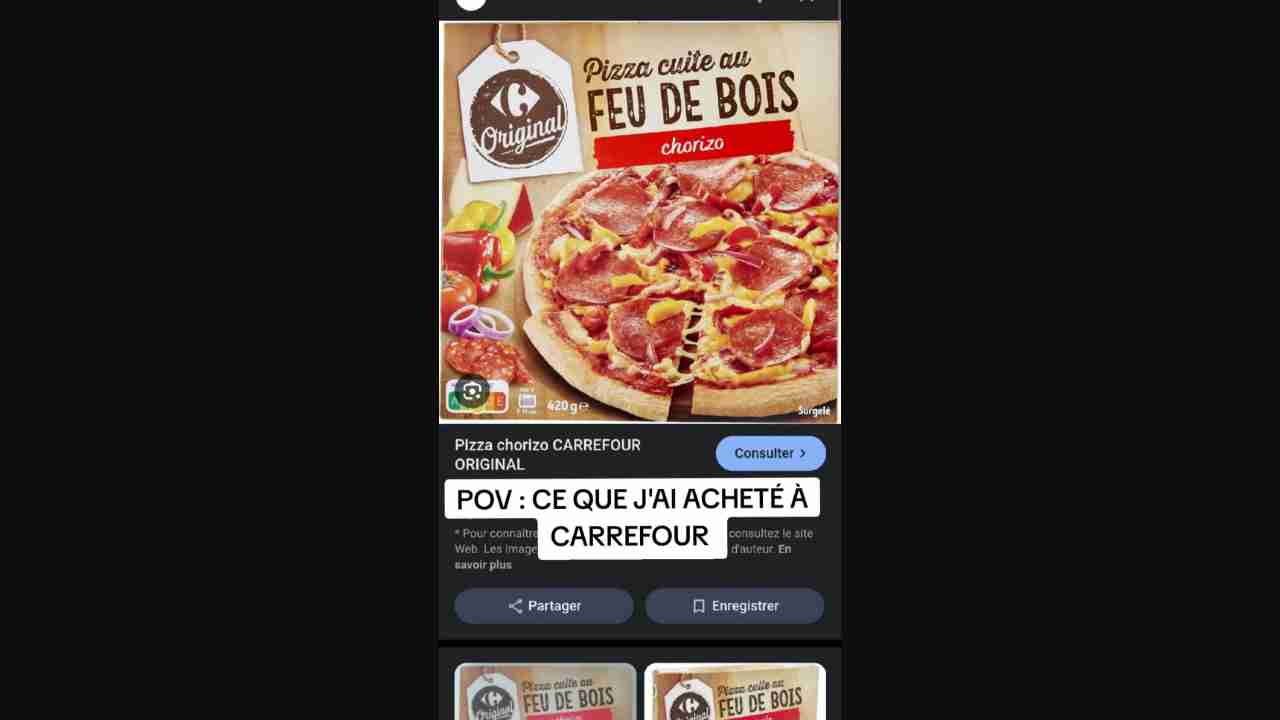 Pizza cuite au
FEU DE BOIS
chorizo
C
Original
A E
420 g e
Surgelé
Pizza chorizo CARREFOUR
ORIGINAL
Consulter >
POV : CE QUE J'AI ACHETÉ À
CARREFOUR
* Pour connaître
consultez le site
Web. Les image
d'auteur. En
savoir plus
Partager
Enregistrer
Pizza cuite au
FEU DE BOIS
Original
Pizza cuite au
FEU DE BOIS
Original